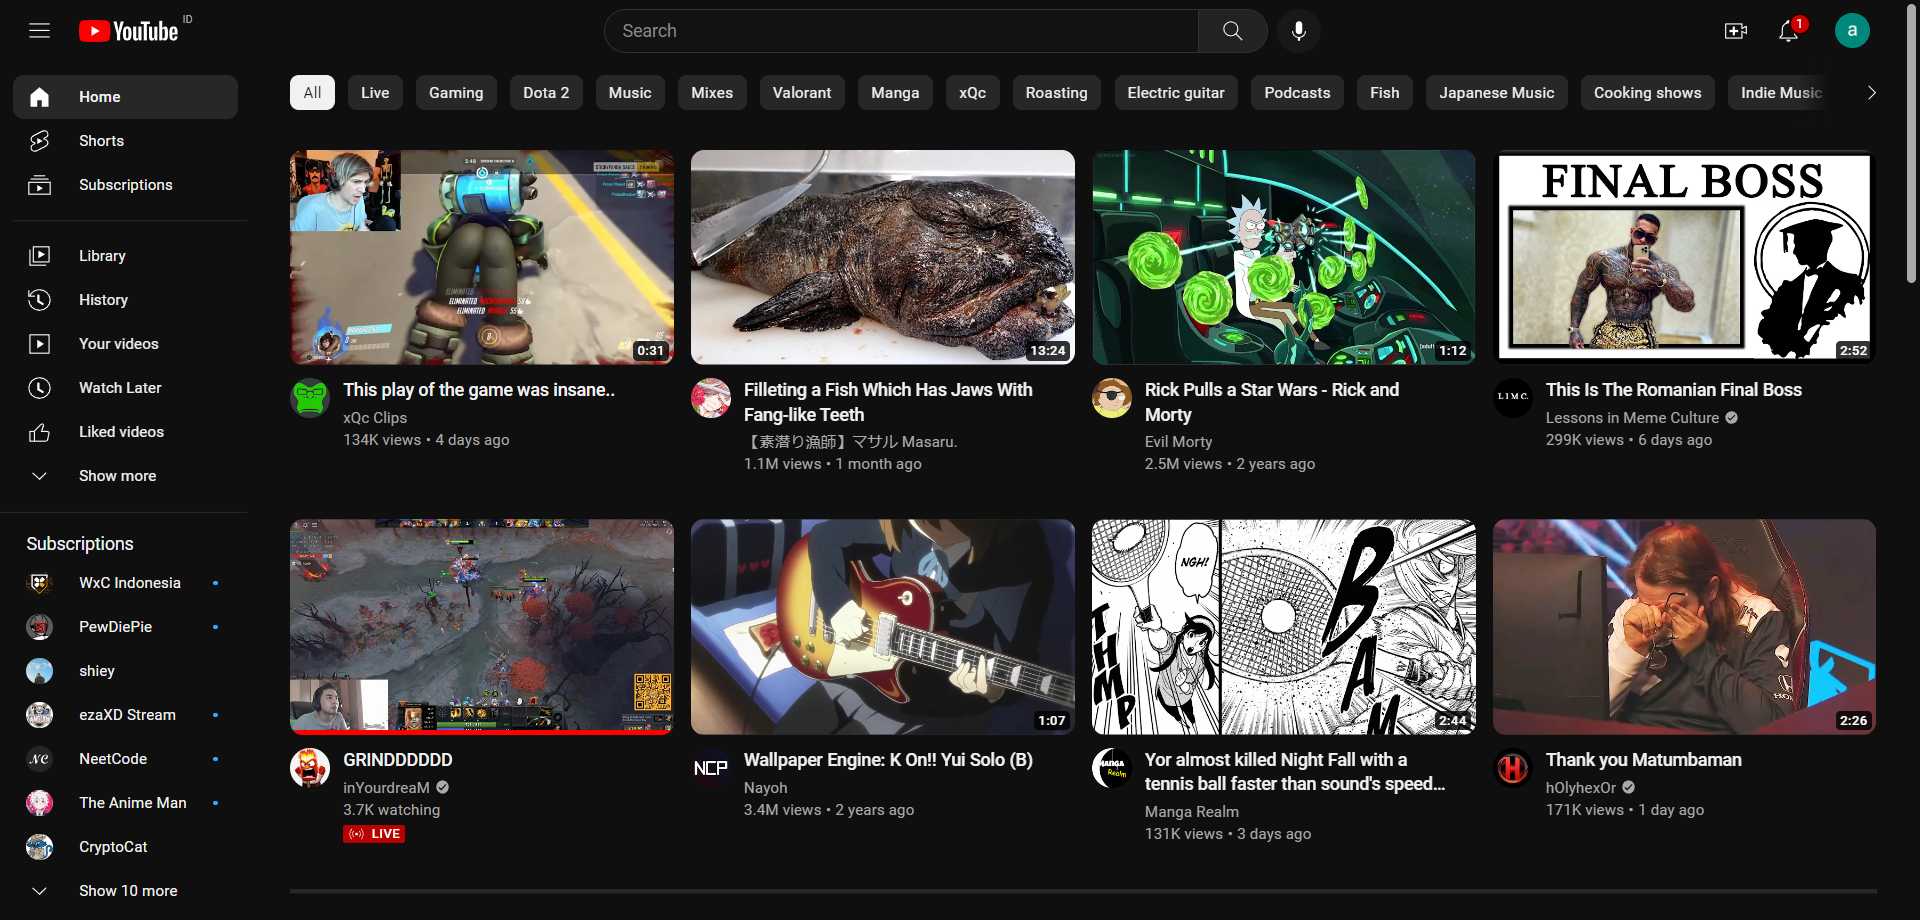 YouTube ID
Search
1
a
Home
Shorts
Subscriptions
Library
History
Your videos
Watch Later
Liked videos
Show more
Subscriptions
WxC Indonesia
PewDiePie
shiey
ezaXD Stream
NeetCode
The Anime Man
CryptoCat
Show 10 more
All
Live
Gaming
Dota 2
Music
Mixes
Valorant
Manga
xQc
Roasting
Electric guitar
Podcasts
Fish
Japanese Music
Cooking shows
Indie Music
0:31
This play of the game was insane..
xQc Clips
134K views • 4 days ago
13:24
Filleting a Fish Which Has Jaws With
Fang-like Teeth
【素潜り漁師】マサル Masaru.
1.1M views • 1 month ago
1:12
Rick Pulls a Star Wars - Rick and
Morty
Evil Morty
2.5M views • 2 years ago
FINAL BOSS
2:52
L I M C.
This Is The Romanian Final Boss
Lessons in Meme Culture
299K views • 6 days ago
GRINDDDDDD
inYourdreaM
3.7K watching
LIVE
1:07
NCP
Wallpaper Engine: K On!! Yui Solo (B)
Nayoh
3.4M views • 2 years ago
NGH!
THMP
BAM
2:44
MANGA
Realm
Yor almost killed Night Fall with a
tennis ball faster than sound's speed...
Manga Realm
131K views • 3 days ago
2:26
Thank you Matumbaman
hOlyhexOr
171K views • 1 day ago